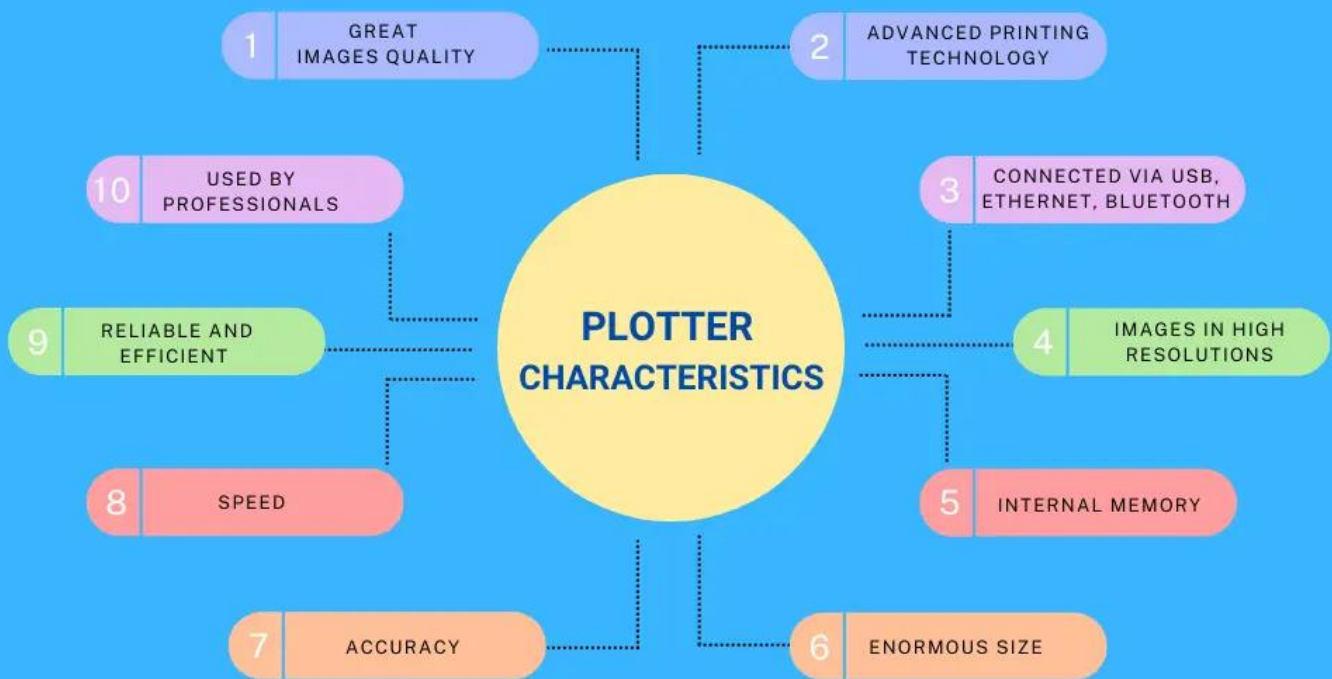 PLOTTER
CHARACTERISTICS
1
GREAT
IMAGES QUALITY
2
ADVANCED PRINTING
TECHNOLOGY
3
CONNECTED VIA USB,
ETHERNET, BLUETOOTH
4
IMAGES IN HIGH
RESOLUTIONS
5
INTERNAL MEMORY
6
ENORMOUS SIZE
7
ACCURACY
8
SPEED
9
RELIABLE AND
EFFICIENT
10
USED BY
PROFESSIONALS